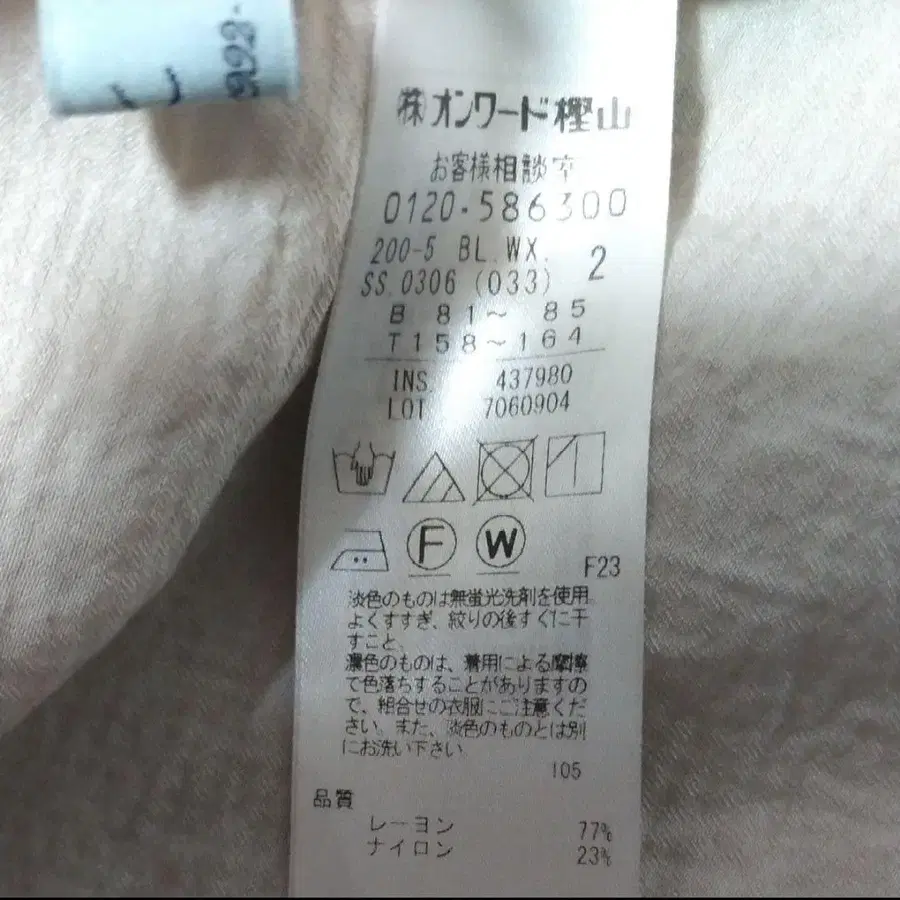 ㈱オンワード樫山
お客様相談室
0120・586300
200-5 BL.WX.
SS.0306 (033) 2
B 81～ 85
T158～164
INS. 437980
LOT 7060904
F W
F23
淡色のものは無蛍光洗剤を使用
よくすすぎ、絞りの後すぐに干
すこと、
濃色のものは、着用による摩擦
で色落ちすることがありますの
で、組合せの衣服にご注意くだ
さい。また、淡色のものとは別
にお洗い下さい
105
品質
レーヨン 77%
ナイロン 23%